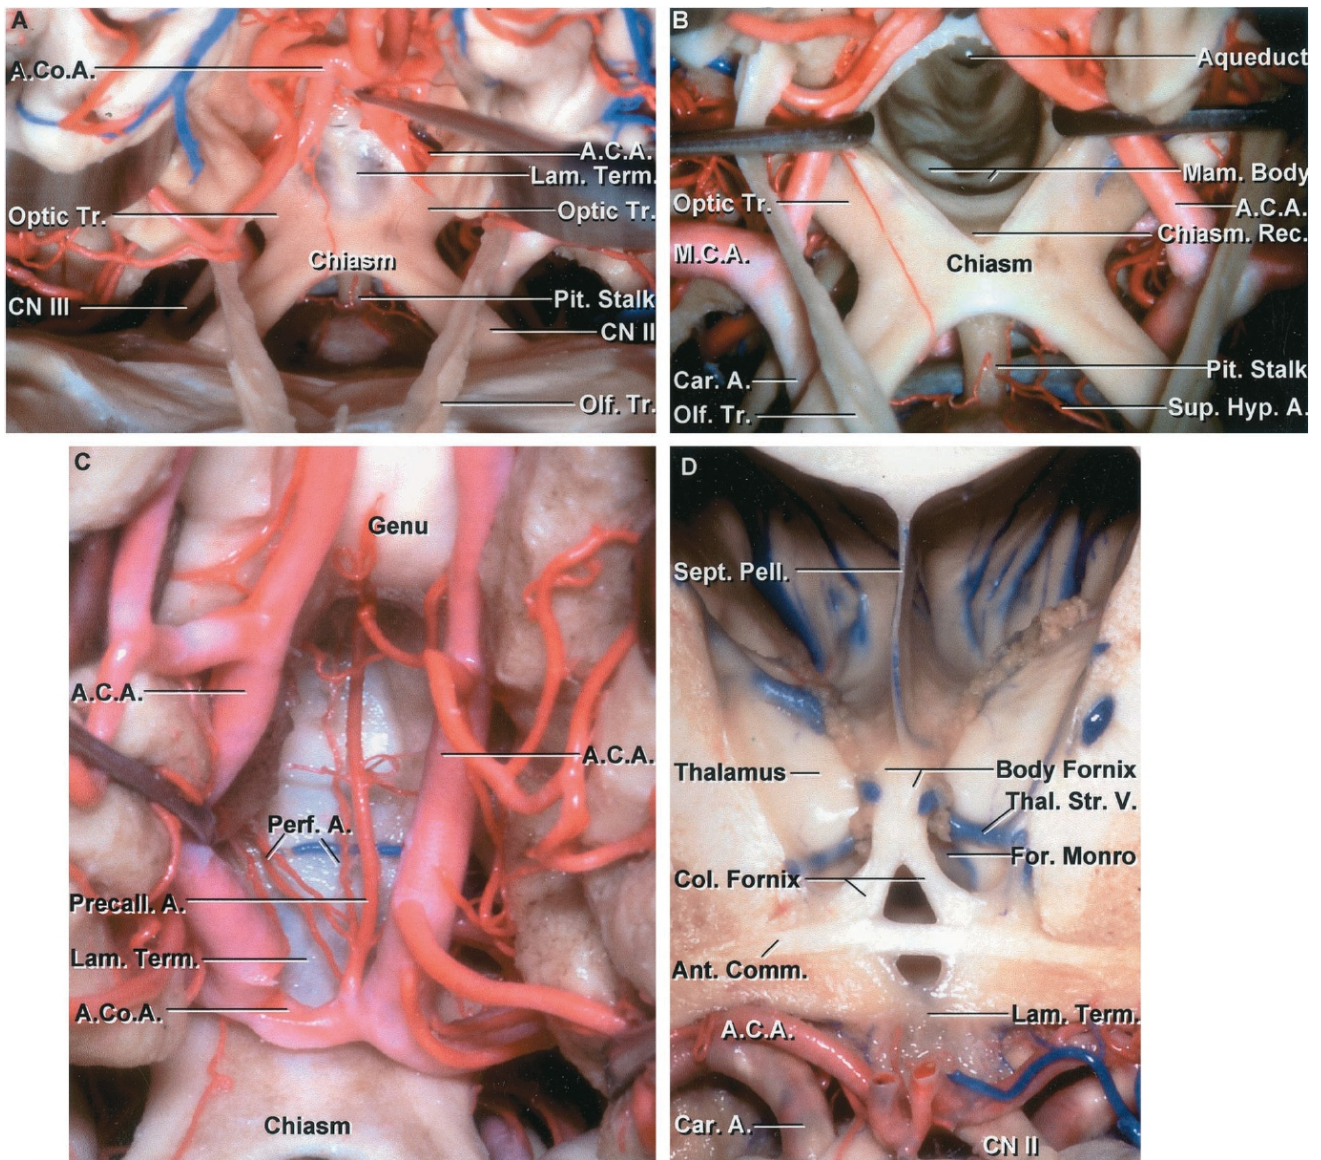 A
A.Co.A.
A.C.A.
Lam. Term.
Optic Tr.
Optic Tr.
Chiasm
CN III
Pit. Stalk
CN II
Olf. Tr.
B
Aqueduct
Mam. Body
Optic Tr.
A.C.A.
Chiasm. Rec.
M.C.A.
Chiasm
Pit. Stalk
Car. A.
Sup. Hyp. A.
Olf. Tr.
C
Genu
A.C.A.
A.C.A.
Perf. A.
Precall. A.
Lam. Term.
A.Co.A.
Chiasm
D
Sept. Pell.
Thalamus
Body Fornix
Thal. Str. V.
For. Monro
Col. Fornix
Ant. Comm.
Lam. Term.
A.C.A.
Car. A.
CN II